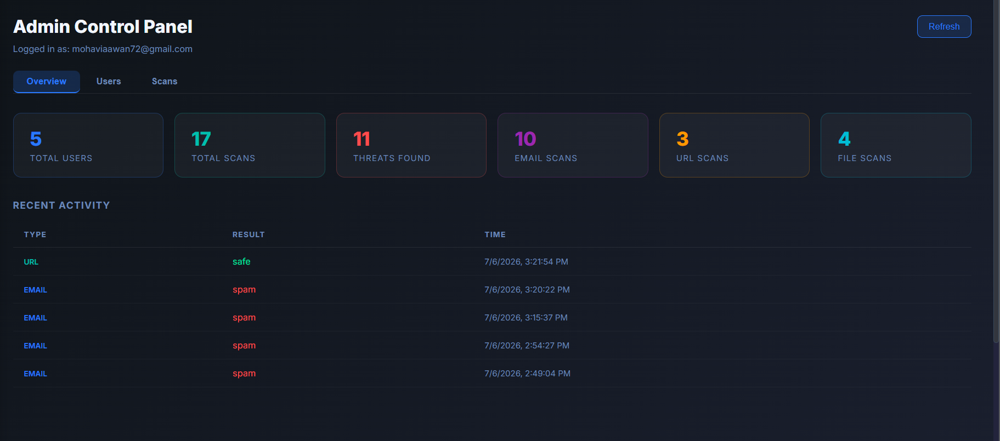 Admin Control Panel
Refresh
Logged in as: mohaviaawan72@gmail.com
Overview Users Scans
5 17 11 10 3 4
TOTAL USERS TOTAL SCANS THREATS FOUND EMAIL SCANS URL SCANS FILE SCANS
RECENT ACTIVITY
TYPE RESULT TIME
URL safe 7/6/2026, 3:21:54 PM
EMAIL spam 7/6/2026, 3:20:22 PM
EMAIL spam 7/6/2026, 3:15:37 PM
EMAIL spam 7/6/2026, 2:54:27 PM
EMAIL spam 7/6/2026, 2:49:04 PM